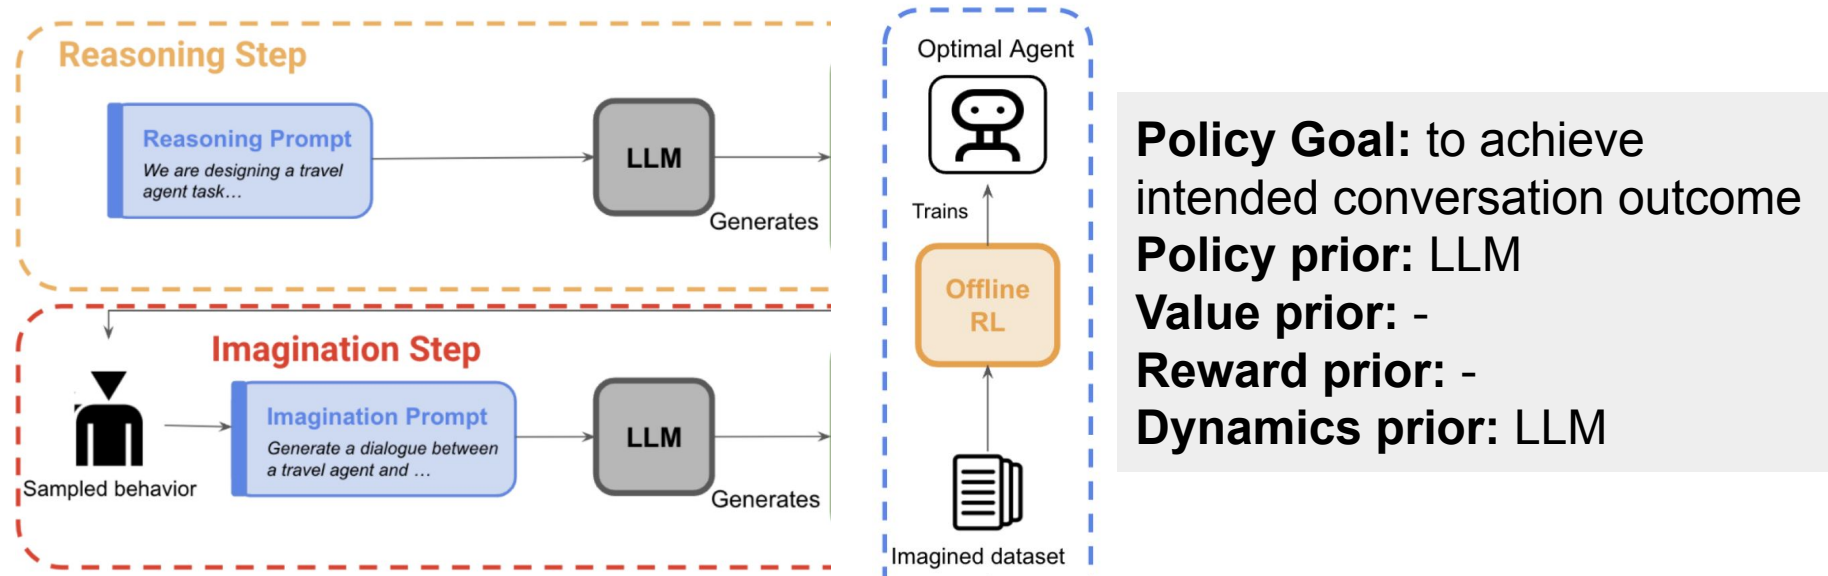 Reasoning Step
Reasoning Prompt
We are designing a travel
agent task...
LLM
Generates
Imagination Step
Sampled behavior
Imagination Prompt
Generate a dialogue between
a travel agent and ...
LLM
Generates
Optimal Agent
Trains
Offline
RL
Imagined dataset
Policy Goal: to achieve
intended conversation outcome
Policy prior: LLM
Value prior: -
Reward prior: -
Dynamics prior: LLM